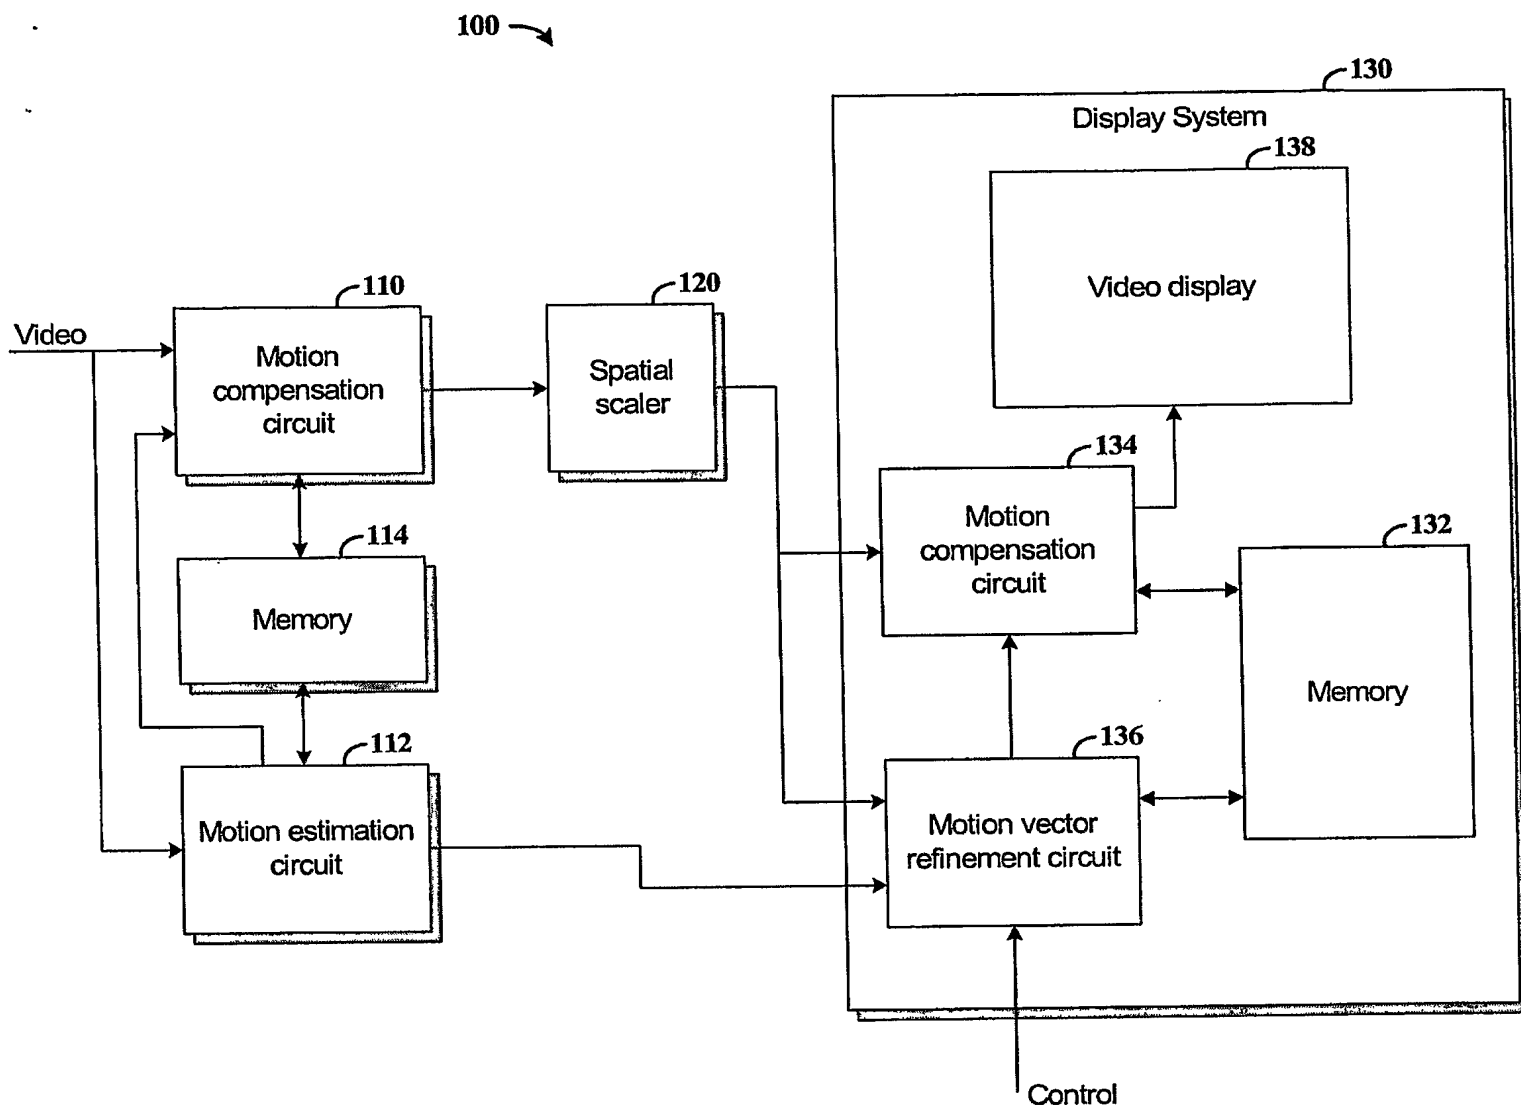 100
130
Display System
138
Video display
110
120
Video
Motion
compensation
circuit
Spatial
scaler
134
Motion
compensation
circuit
114
Memory
132
Memory
112
Motion estimation
circuit
136
Motion vector
refinement circuit
Control